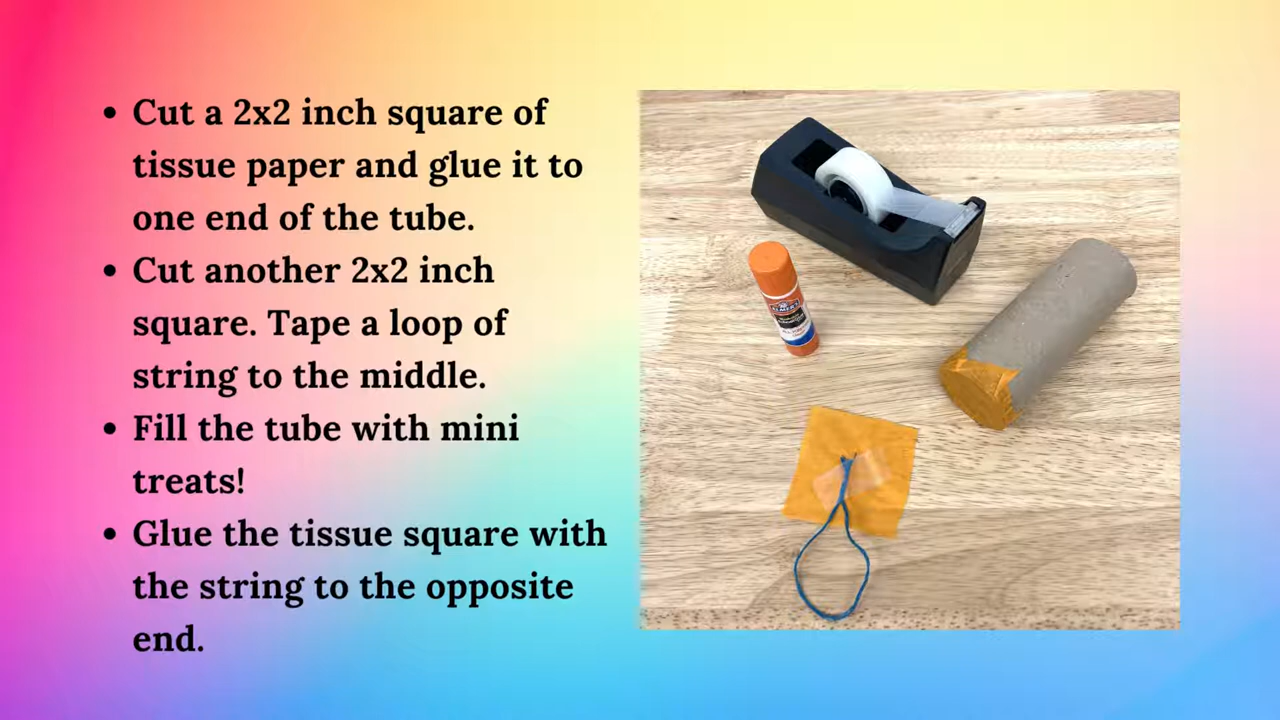 • Cut a 2x2 inch square of
tissue paper and glue it to
one end of the tube.
• Cut another 2x2 inch
square. Tape a loop of
string to the middle.
• Fill the tube with mini
treats!
• Glue the tissue square with
the string to the opposite
end.
ELMER'S